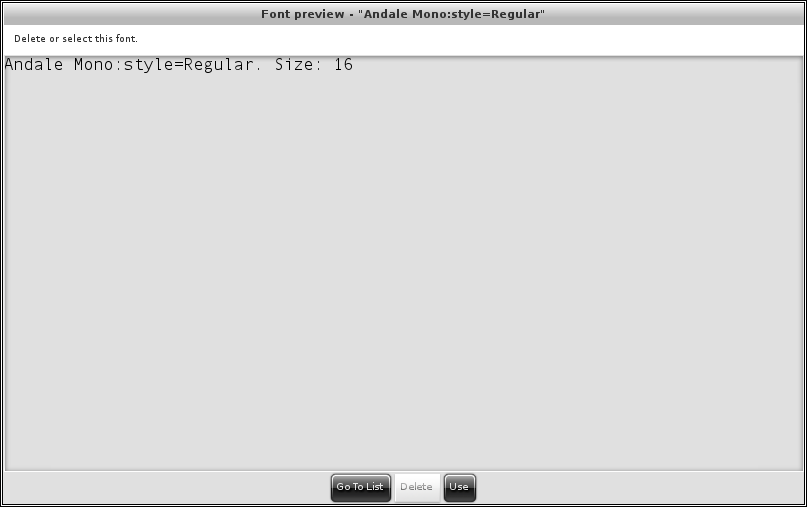 Font preview - "Andale Mono:style=Regular"
Delete or select this font.
Andale Mono:style=Regular. Size: 16
Go To List Delete Use